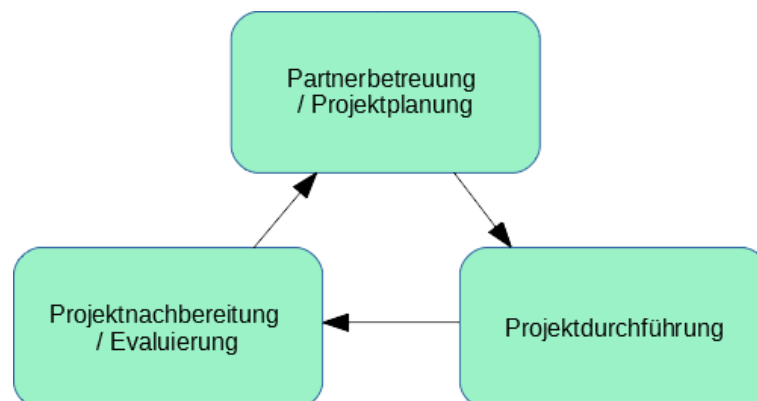 Partnerbetreuung
/ Projektplanung
Projektnachbereitung
/ Evaluierung
Projektdurchführung